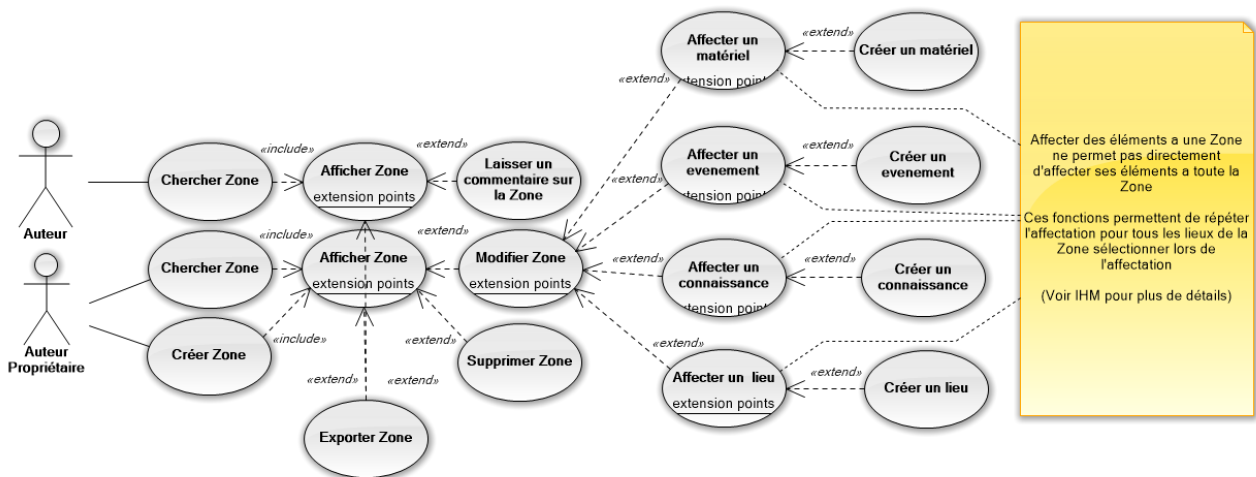 Auteur
Auteur
Propriétaire
Chercher Zone
«include»
Afficher Zone
extension points
«extend»
Laisser un
commentaire sur
la Zone
Chercher Zone
«include»
Afficher Zone
extension points
«extend»
Modifier Zone
extension points
Créer Zone
«include»
«extend»
Supprimer Zone
«extend»
«extend»
Exporter Zone
«extend»
Affecter un
matériel
extension points
«extend»
Créer un matériel
«extend»
Affecter un
evenement
extension points
«extend»
Créer un
evenement
«extend»
Affecter un
connaissance
extension points
«extend»
Créer un
connaissance
«extend»
Affecter un lieu
extension points
«extend»
Créer un lieu
Affecter des éléments a une Zone
ne permet pas directement
d'affecter ses éléments a toute la
Zone
Ces fonctions permettent de répéter
l'affectation pour tous les lieux de la
Zone sélectionner lors de
l'affectation
(Voir IHM pour plus de détails)